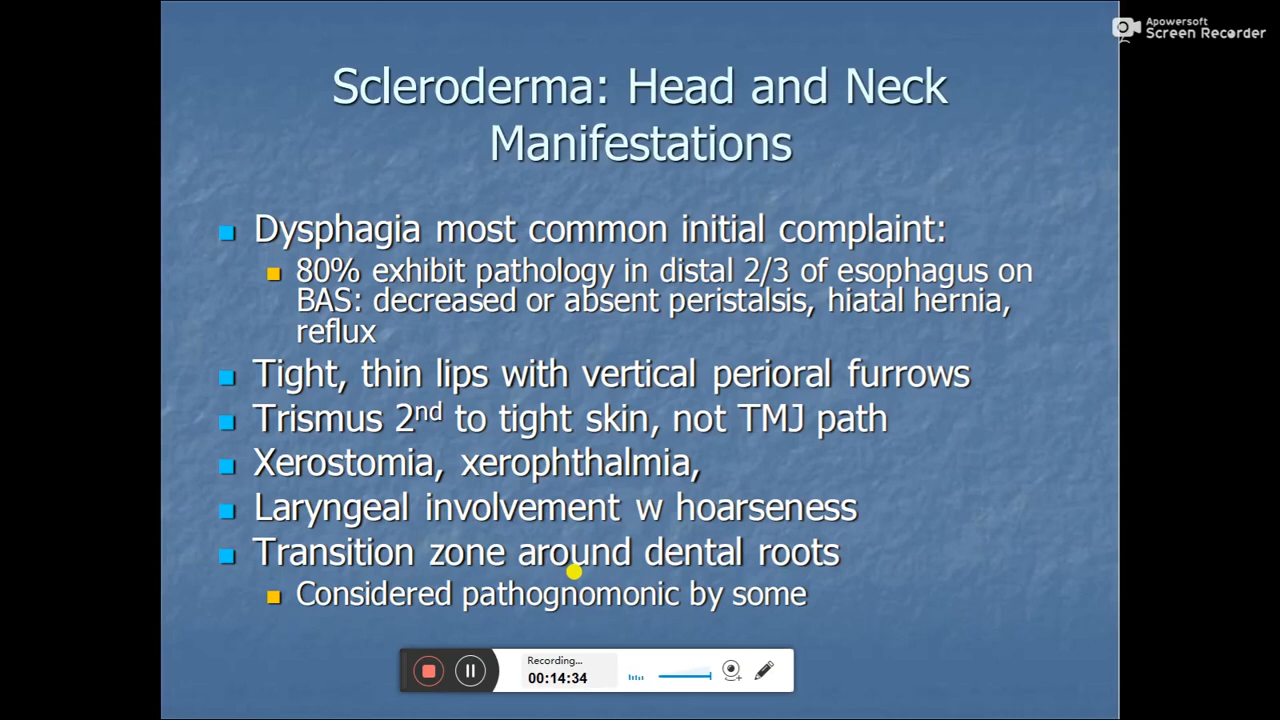 Apowersoft
Screen Recorder
Scleroderma: Head and Neck
Manifestations
Dysphagia most common initial complaint:
80% exhibit pathology in distal 2/3 of esophagus on
BAS: decreased or absent peristalsis, hiatal hernia,
reflux
Tight, thin lips with vertical perioral furrows
Trismus 2nd to tight skin, not TMJ path
Xerostomia, xerophthalmia,
Laryngeal involvement w hoarseness
Transition zone around dental roots
Considered pathognomonic by some
Recording...
00:14:34